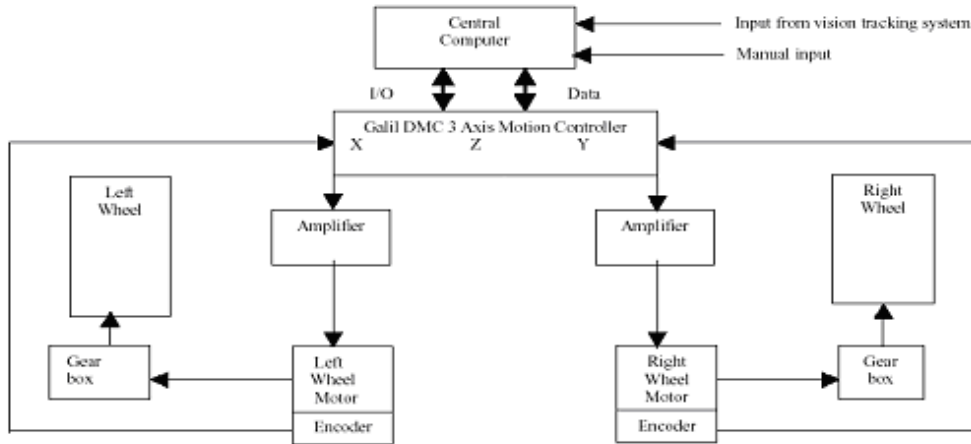 Central
Computer
Input from vision tracking system
Manual input
I/O
Data
Galil DMC 3 Axis Motion Controller
X Z Y
Left
Wheel
Amplifier
Amplifier
Right
Wheel
Gear
box
Left
Wheel
Motor
Encoder
Right
Wheel
Motor
Encoder
Gear
box